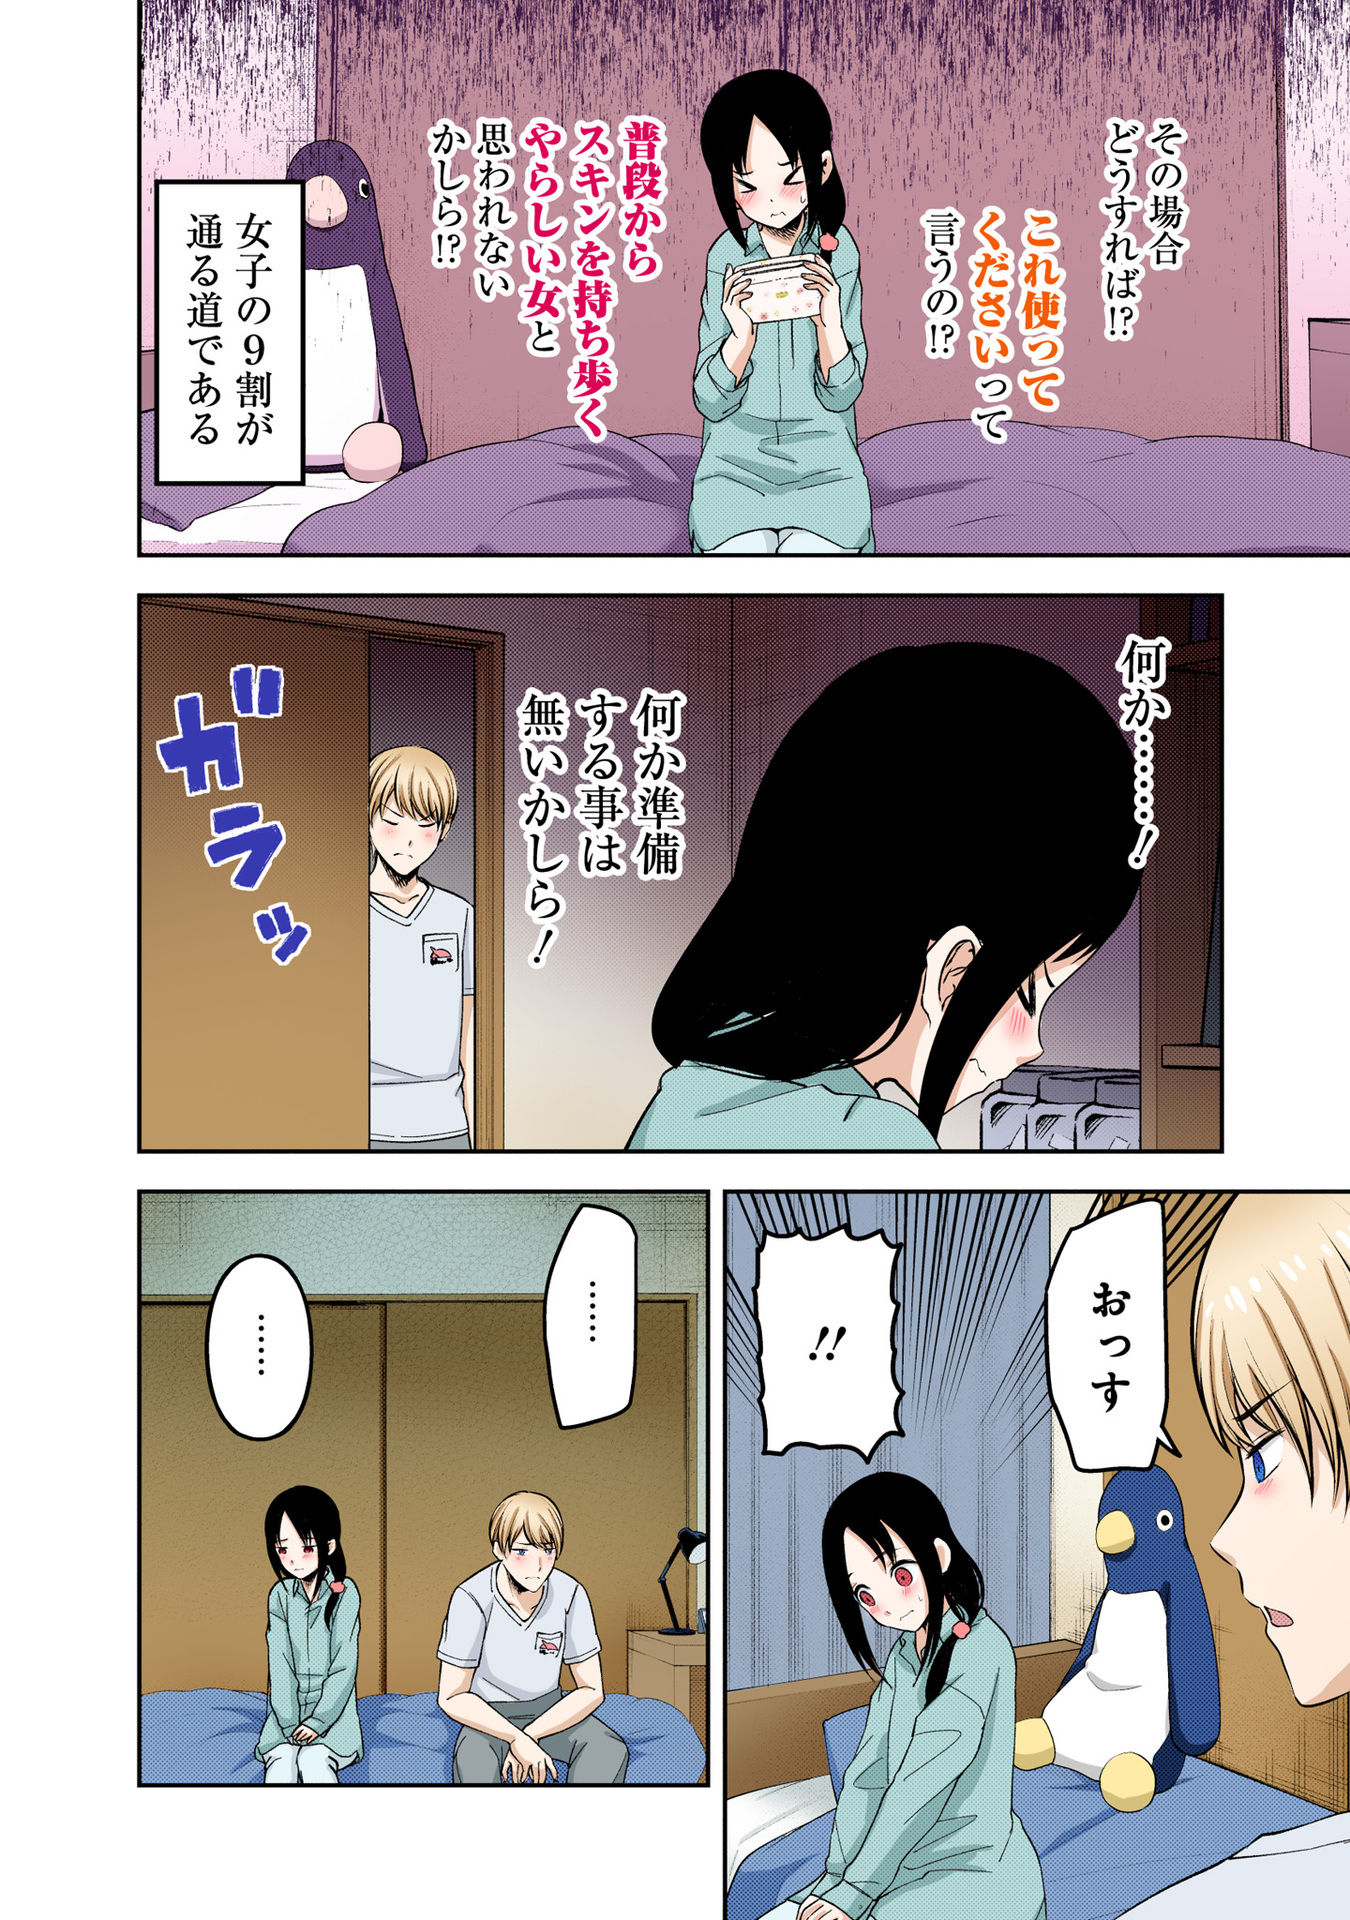 その場合
どうすれば!?
これ使って
くださいって
言うの!?
普段から
スキンを持ち歩く
やらしい女と
思われない
かしら!?
女子の9割が
通る道である
何か………!
何か準備
する事は
無いかしら!
ガラッ
おっす
!!
……
……